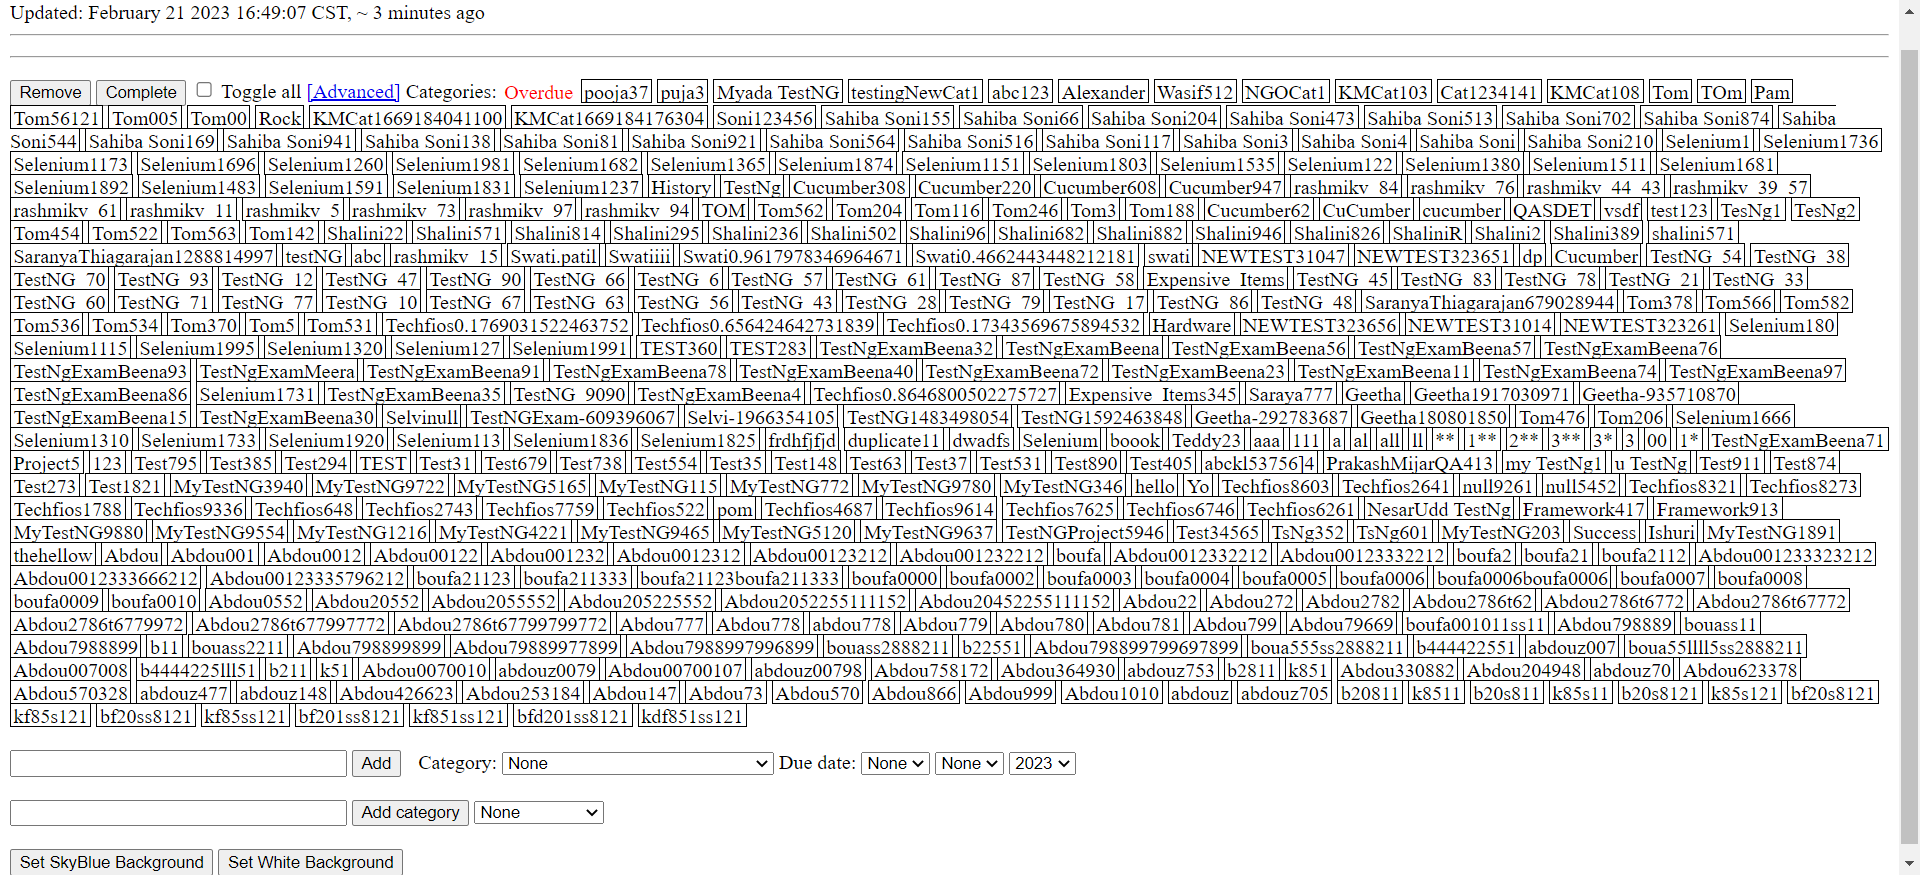 Updated: February 21 2023 16:49:07 CST, ~ 3 minutes ago
Remove Complete Toggle all [Advanced] Categories: Overdue pooja37 puja3 Myada TestNG testingNewCat1 abc123 Alexander Wasif512 NGOCat1 KMCat103 Cat1234141 KMCat108 Tom TOm Pam
Tom56121 Tom005 Tom00 Rock KMCat1669184041100 KMCat1669184176304 Soni123456 Sahiba Soni155 Sahiba Soni66 Sahiba Soni204 Sahiba Soni473 Sahiba Soni513 Sahiba Soni702 Sahiba Soni874 Sahiba
Soni544 Sahiba Soni169 Sahiba Soni941 Sahiba Soni138 Sahiba Soni81 Sahiba Soni921 Sahiba Soni564 Sahiba Soni516 Sahiba Soni117 Sahiba Soni3 Sahiba Soni4 Sahiba Soni Sahiba Soni210 Selenium1 Selenium1736
Selenium1173 Selenium1696 Selenium1260 Selenium1981 Selenium1682 Selenium1365 Selenium1874 Selenium1151 Selenium1803 Selenium1535 Selenium122 Selenium1380 Selenium1511 Selenium1681
Selenium1892 Selenium1483 Selenium1591 Selenium1831 Selenium1237 History TestNg Cucumber308 Cucumber220 Cucumber608 Cucumber947 rashmikv_84 rashmikv_76 rashmikv_44_43 rashmikv_39_57
rashmikv_61 rashmikv_11 rashmikv_5 rashmikv_73 rashmikv_97 rashmikv_94 TOM Tom562 Tom204 Tom116 Tom246 Tom3 Tom188 Cucumber62 CuCumber cucumber QASDET vsdf test123 TesNg1 TesNg2
Tom454 Tom522 Tom563 Tom142 Shalini22 Shalini571 Shalini814 Shalini295 Shalini236 Shalini502 Shalini96 Shalini682 Shalini882 Shalini946 Shalini826 ShaliniR Shalini2 Shalini389 shalini571
SaranyaThiagarajan1288814997 testNG abc rashmikv_15 Swati.patil Swatiiii Swati0.9617978346964671 Swati0.4662443448212181 swati NEWTEST31047 NEWTEST323651 dp Cucumber TestNG_54 TestNG_38
TestNG_70 TestNG_93 TestNG_12 TestNG_47 TestNG_90 TestNG_66 TestNG_6 TestNG_57 TestNG_61 TestNG_87 TestNG_58 Expensive_Items TestNG_45 TestNG_83 TestNG_78 TestNG_21 TestNG_33
TestNG_60 TestNG_71 TestNG_77 TestNG_10 TestNG_67 TestNG_63 TestNG_56 TestNG_43 TestNG_28 TestNG_79 TestNG_17 TestNG_86 TestNG_48 SaranyaThiagarajan679028944 Tom378 Tom566 Tom582
Tom536 Tom534 Tom370 Tom5 Tom531 Techfios0.1769031522463752 Techfios0.656424642731839 Techfios0.17343569675894532 Hardware NEWTEST323656 NEWTEST31014 NEWTEST323261 Selenium180
Selenium1115 Selenium1995 Selenium1320 Selenium127 Selenium1991 TEST360 TEST283 TestNgExamBeena32 TestNgExamBeena TestNgExamBeena56 TestNgExamBeena57 TestNgExamBeena76
TestNgExamBeena93 TestNgExamMeera TestNgExamBeena91 TestNgExamBeena78 TestNgExamBeena40 TestNgExamBeena72 TestNgExamBeena23 TestNgExamBeena11 TestNgExamBeena74 TestNgExamBeena97
TestNgExamBeena86 Selenium1731 TestNgExamBeena35 TestNG_9090 TestNgExamBeena4 Techfios0.8646800502275727 Expensive_Items345 Saraya777 Geetha Geetha1917030971 Geetha-935710870
TestNgExamBeena15 TestNgExamBeena30 Selvinull TestNGExam-609396067 Selvi-1966354105 TestNG1483498054 TestNG1592463848 Geetha-292783687 Geetha180801850 Tom476 Tom206 Selenium1666
Selenium1310 Selenium1733 Selenium1920 Selenium113 Selenium1836 Selenium1825 frdhfjfjd duplicate11 dwadfs Selenium boook Teddy23 aaa 111 a al all ll ** 1** 2** 3** 3* 3 00 1* TestNgExamBeena71
Project5 123 Test795 Test385 Test294 TEST Test31 Test679 Test738 Test554 Test35 Test148 Test63 Test37 Test531 Test890 Test405 abckl53756]4 PrakashMijarQA413 my TestNg1 u TestNg Test911 Test874
Test273 Test1821 MyTestNG3940 MyTestNG9722 MyTestNG5165 MyTestNG115 MyTestNG772 MyTestNG9780 MyTestNG346 hello Yo Techfios8603 Techfios2641 null9261 null5452 Techfios8321 Techfios8273
Techfios1788 Techfios9336 Techfios648 Techfios2743 Techfios7759 Techfios522 pom Techfios4687 Techfios9614 Techfios7625 Techfios6746 Techfios6261 NesarUdd TestNg Framework417 Framework913
MyTestNG9880 MyTestNG9554 MyTestNG1216 MyTestNG4221 MyTestNG9465 MyTestNG5120 MyTestNG9637 TestNGProject5946 Test34565 TsNg352 TsNg601 MyTestNG203 Success Ishuri MyTestNG1891
thehellow Abdou Abdou001 Abdou0012 Abdou00122 Abdou001232 Abdou0012312 Abdou00123212 Abdou001232212 boufa Abdou0012332212 Abdou00123332212 boufa2 boufa21 boufa2112 Abdou001233323212
Abdou0012333666212 Abdou00123335796212 boufa21123 boufa211333 boufa21123boufa211333 boufa0000 boufa0002 boufa0003 boufa0004 boufa0005 boufa0006 boufa0006boufa0006 boufa0007 boufa0008
boufa0009 boufa0010 Abdou0552 Abdou20552 Abdou2055552 Abdou205225552 Abdou2052255111152 Abdou20452255111152 Abdou22 Abdou272 Abdou2782 Abdou2786t62 Abdou2786t6772 Abdou2786t67772
Abdou2786t6779972 Abdou2786t677997772 Abdou2786t67799799772 Abdou777 Abdou778 abdou778 Abdou779 Abdou780 Abdou781 Abdou799 Abdou79669 boufa001011ss11 Abdou798889 bouass11
Abdou7988899 b11 bouass2211 Abdou798899899 Abdou79889977899 Abdou7988997996899 bouass2888211 b22551 Abdou798899799697899 boua555ss2888211 b444422551 abdouz007 boua55llll5ss2888211
Abdou007008 b4444225lll51 b211 k51 Abdou0070010 abdouz0079 Abdou00700107 abdouz00798 Abdou758172 Abdou364930 abdouz753 b2811 k851 Abdou330882 Abdou204948 abdouz70 Abdou623378
Abdou570328 abdouz477 abdouz148 Abdou426623 Abdou253184 Abdou147 Abdou73 Abdou570 Abdou866 Abdou999 Abdou1010 abdouz abdouz705 b20811 k8511 b20s811 k85s11 b20s8121 k85s121 bf20s8121
kf85s121 bf20ss8121 kf85ss121 bf201ss8121 kf851ss121 bfd201ss8121 kdf851ss121
Add Category: None Due date: None None 2023
Add category None
Set SkyBlue Background Set White Background